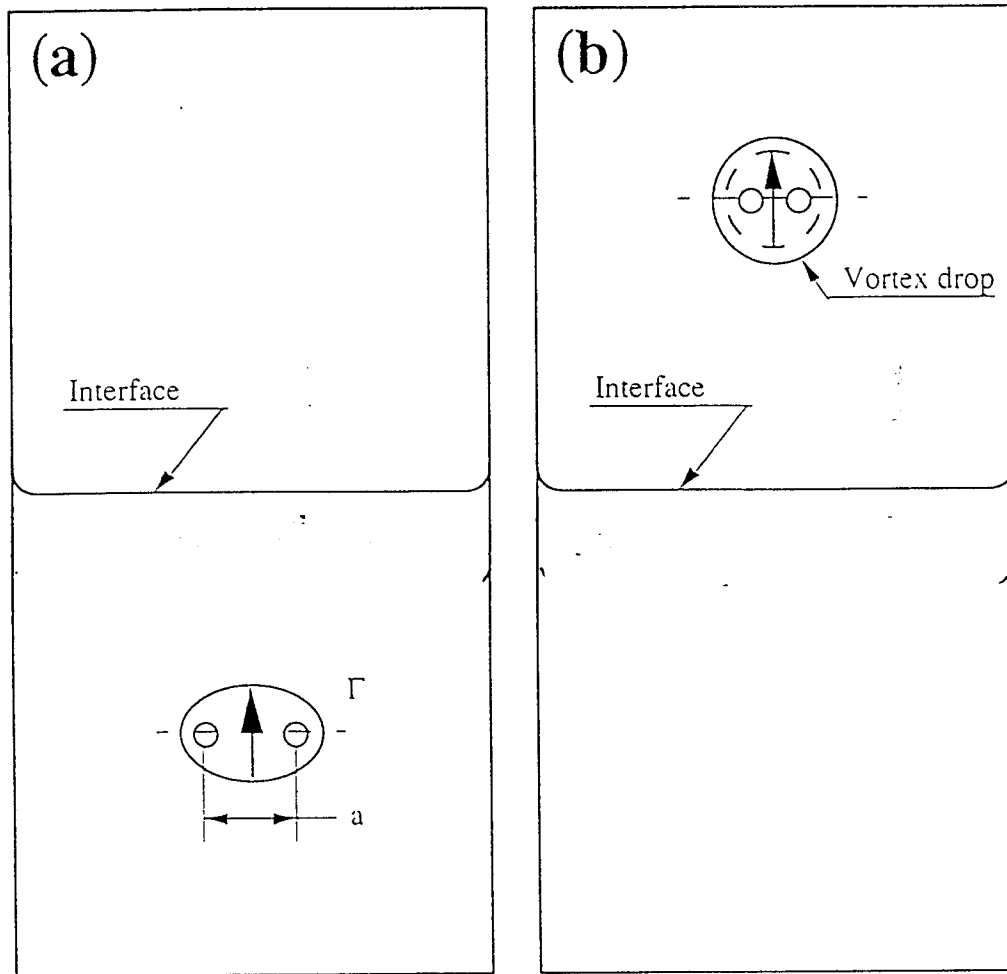 (a)
Interface
Γ
a
(b)
Vortex drop
Interface